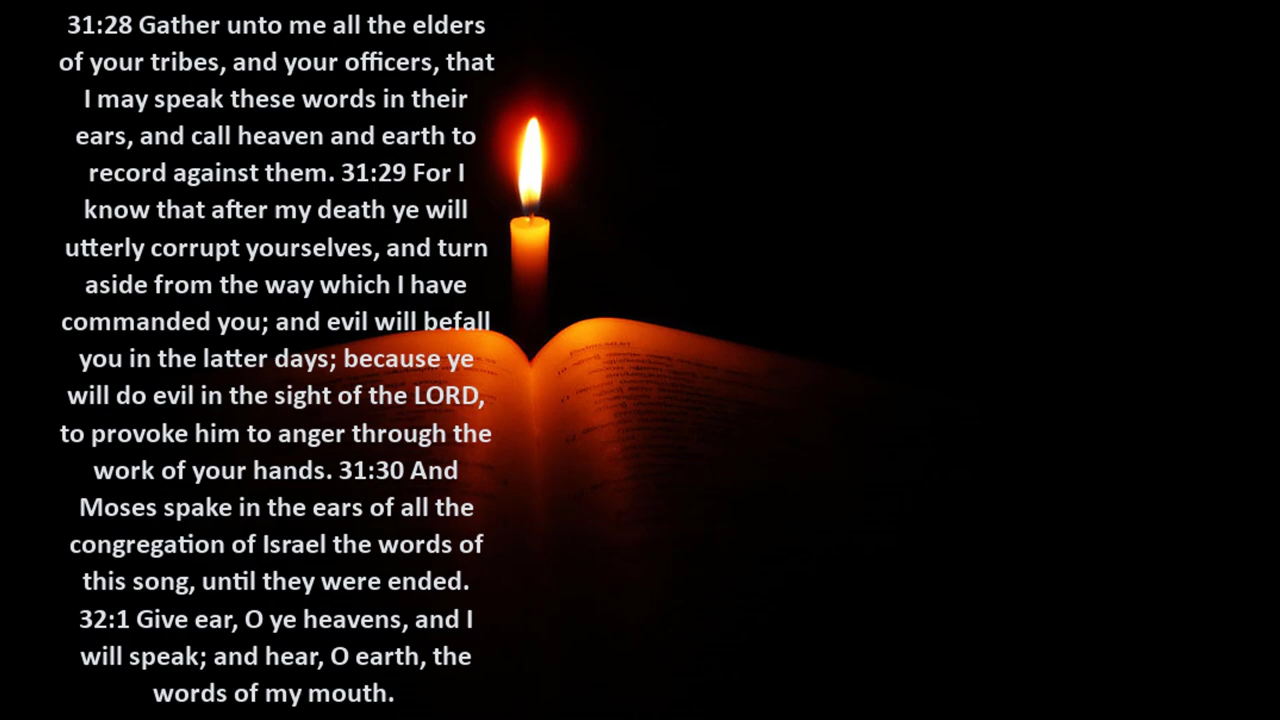 31:28 Gather unto me all the elders
of your tribes, and your officers, that
I may speak these words in their
ears, and call heaven and earth to
record against them. 31:29 For I
know that after my death ye will
utterly corrupt yourselves, and turn
aside from the way which I have
commanded you; and evil will befall
you in the latter days; because ye
will do evil in the sight of the LORD,
to provoke him to anger through the
work of your hands. 31:30 And
Moses spake in the ears of all the
congregation of Israel the words of
this song, until they were ended.
32:1 Give ear, O ye heavens, and I
will speak; and hear, O earth, the
words of my mouth.